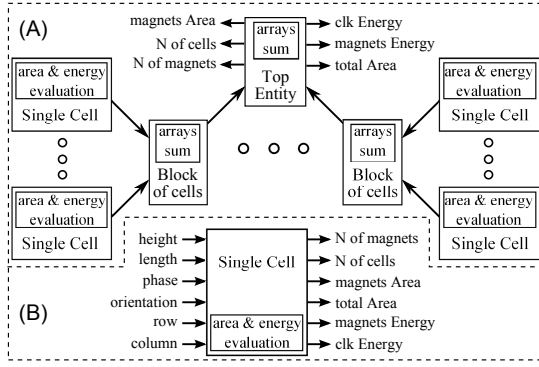 (A)
magnets Area
N of cells
N of magnets
arrays
sum
Top
Entity
clk Energy
magnets Energy
total Area
area & energy
evaluation
Single Cell
area & energy
evaluation
Single Cell
arrays
sum
Block
of cells
arrays
sum
Block
of cells
area & energy
evaluation
Single Cell
area & energy
evaluation
Single Cell
(B)
height
length
phase
orientation
row
column
Single Cell
area & energy
evaluation
N of magnets
N of cells
magnets Area
total Area
magnets Energy
clk Energy